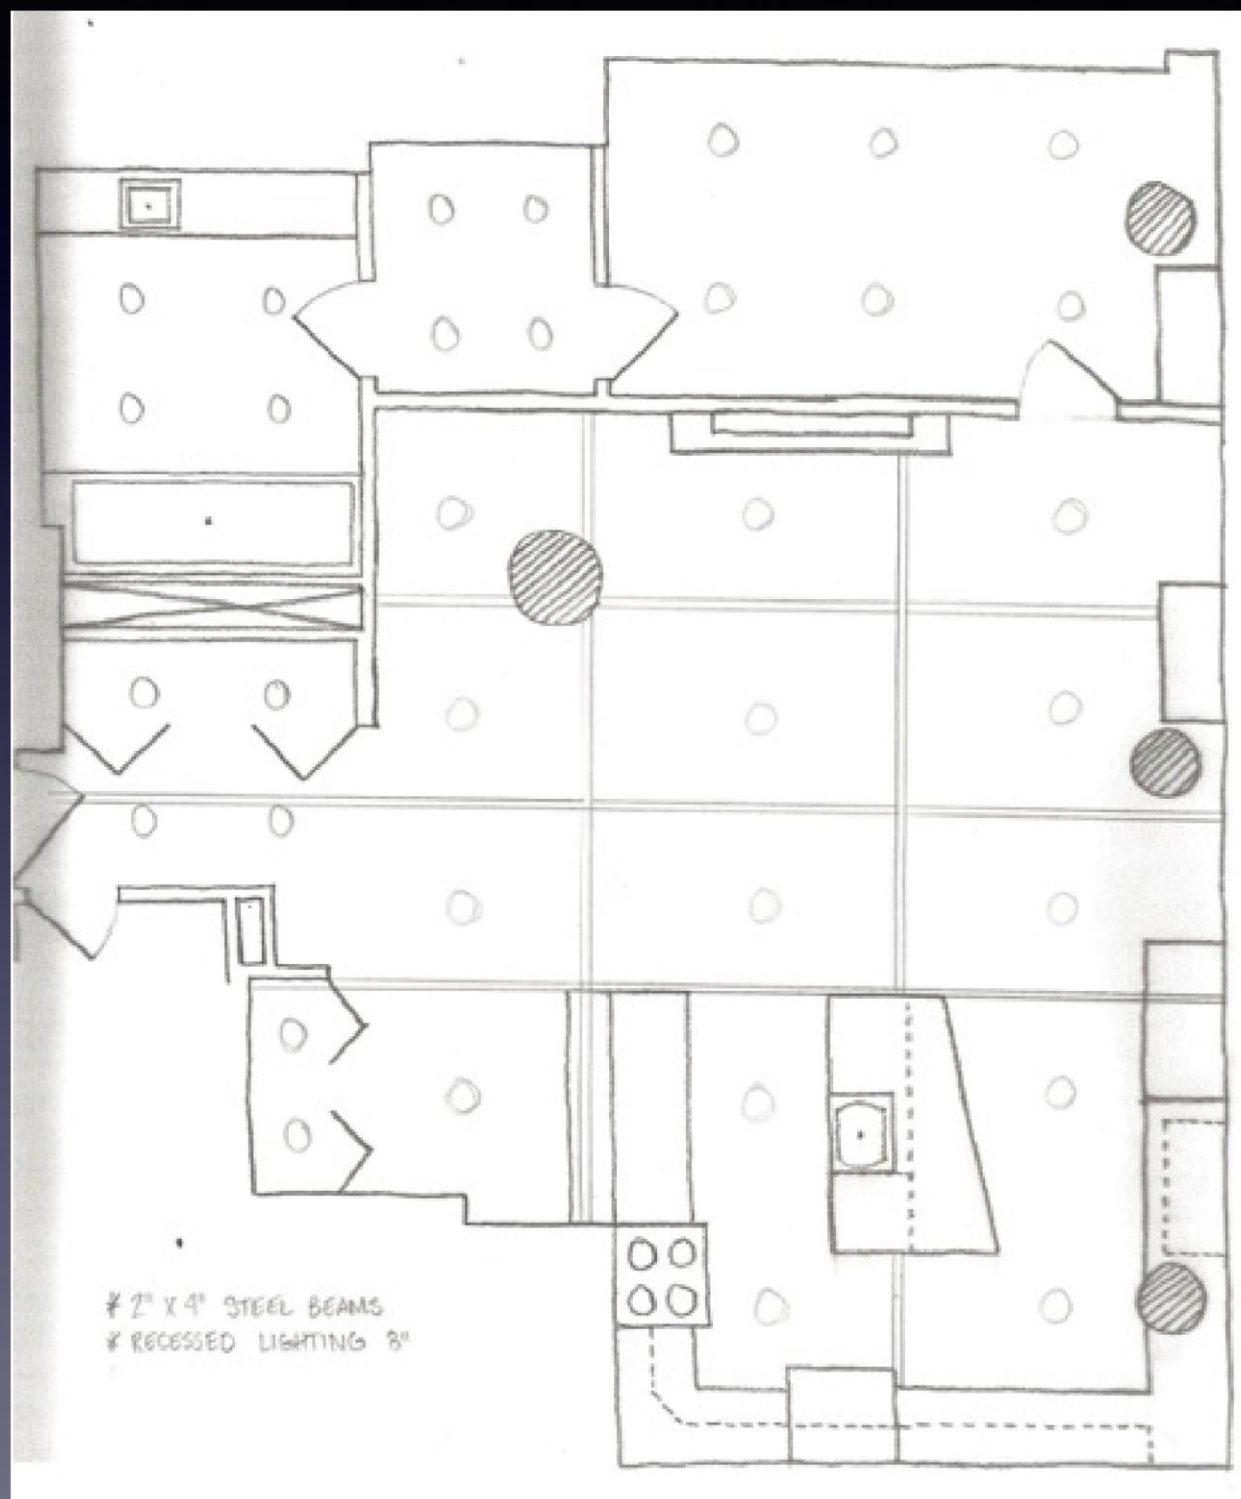 * 2" X 4" STEEL BEAMS
* RECESSED LIGHTING 8"